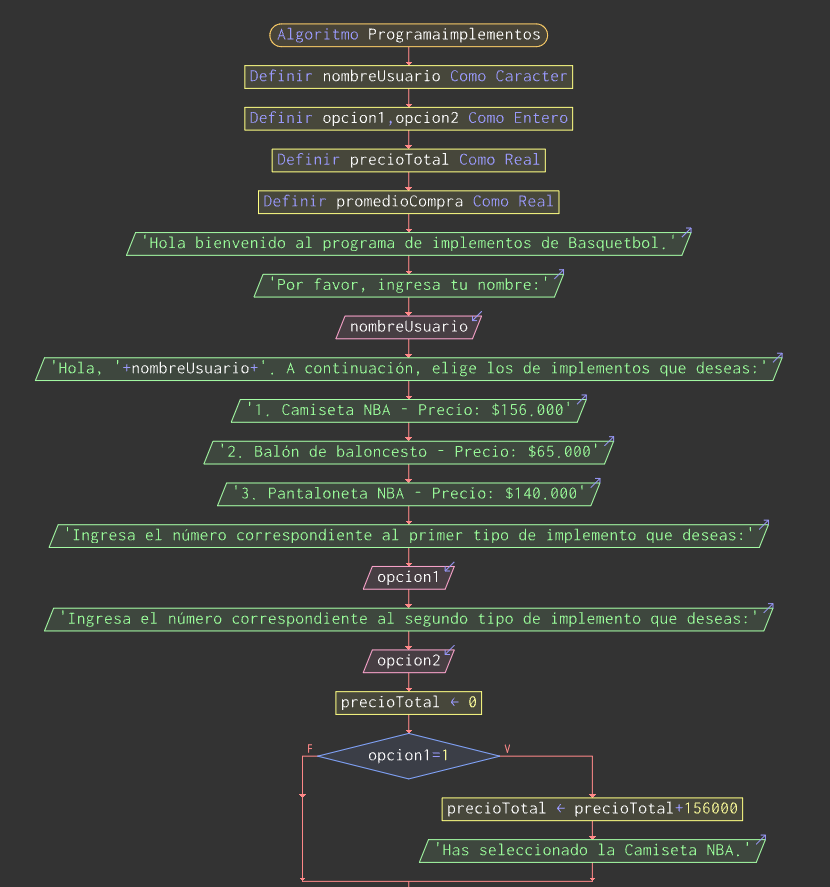 Algoritmo Programaimplementos
Definir nombreUsuario Como Caracter
Definir opcion1,opcion2 Como Entero
Definir precioTotal Como Real
Definir promedioCompra Como Real
'Hola bienvenido al programa de implementos de Basquetbol.'
'Por favor, ingresa tu nombre:'
nombreUsuario
'Hola, '+nombreUsuario+'. A continuación, elige los de implementos que deseas:'
'1. Camiseta NBA - Precio: $156.000'
'2. Balón de baloncesto - Precio: $65.000'
'3. Pantaloneta NBA - Precio: $140.000'
'Ingresa el número correspondiente al primer tipo de implemento que deseas:'
opcion1
'Ingresa el número correspondiente al segundo tipo de implemento que deseas:'
opcion2
precioTotal ← 0
F
opcion1=1
V
precioTotal ← precioTotal+156000
'Has seleccionado la Camiseta NBA.'